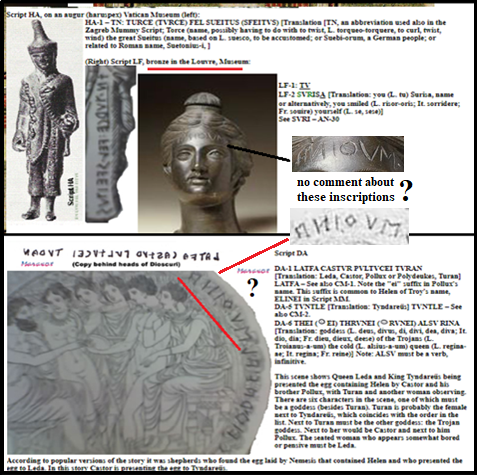 Script HA, on an augur (haruspex) Vatican Museum (left):
HA-1 – TN: TURCE (TVRCE) FEL SUEITUS (SFEITVS) [Translation [TN,
an abbreviation used also in the
Zagreb Mummy Script; Torce (name, possibly having to do with to twist, L. torqueo-torquere, to curl, twist,
wind) the great Sueitus (name, based on L. suesco, to be accustomed; or Suebi-orum, a German people; or
related to Roman name, Suetonius-i, ]
(Right) Script LF, bronze in the Louvre, Museum:
LF-1: TV
LF-2 SVRISA [Translation: you (L. tu) Surisa, name
or alternatively, you smiled (L. risor-oris; It. sorridere;
Fr. souire) yourself (L. se, sese)]
See SVRI – AN-30
Script HA
no comment about
these inscriptions ?
(Copy behind heads of Dioscuri)
?
Script DA
DA-1 LATFA CASTVR PVLTVCEI TVRAN
[Translation: Leda, Castor, Pollux or Polydeukes, Turan]
LATFA – See also CM-1. Note the "ei" suffix in Pollux's
name. This suffix is common to Helen of Troy's name,
ELINEI in Script MM.
DA-5 TVNTLE [Translation: Tyndareüs] TVNTLE – See
also CM-2.
DA-6 THEI (ΘEI) THRVNEI (ΘRVNEI) ALSV RINA
[Translation: goddess (L. deus, divus, di, divi, dea, diva; It.
dio, dia; Fr. dieu, dieux, deese) of the Trojans (L.
Troianus-a-um) the cold (L. alsius-a-um) queen (L. regina-
ae; It. regina; Fr. reine)] Note: ALSV must be a verb,
infinitive.
This scene shows Queen Leda and King Tyndareüs being
presented the egg containing Helen by Castor and his
brother Pollux, with Turan and another woman observing.
There are six characters in the scene, one of which must
be a goddess (besides Turan). Turan is probably the female
next to Tyndareüs, which coincides with the order in the
list. Next to Turan must be the other goddess: the Trojan
goddess. Next to her would be Castor and next to him
Pollux. The seated woman who appears somewhat bored
or pensive must be Leda.
According to popular versions of the story it was shepherds who found the egg laid by Nemesis that contained Helen and who presented the
egg to Leda. In this story Castor is presenting the egg to Tyndareüs.